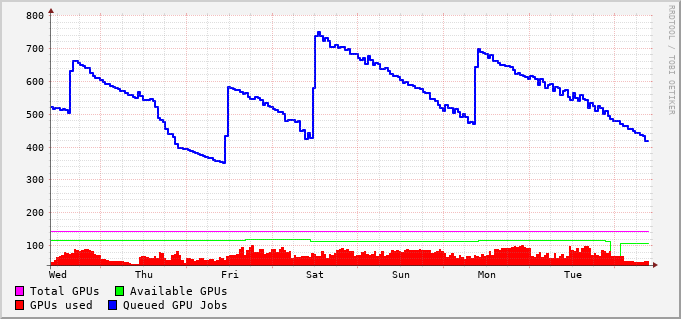 800
700
600
500
400
300
200
100
Wed Thu Fri Sat Sun Mon Tue
Total GPUs Available GPUs
GPUs used Queued GPU Jobs
RRDTOOL / TOBI OETIKER